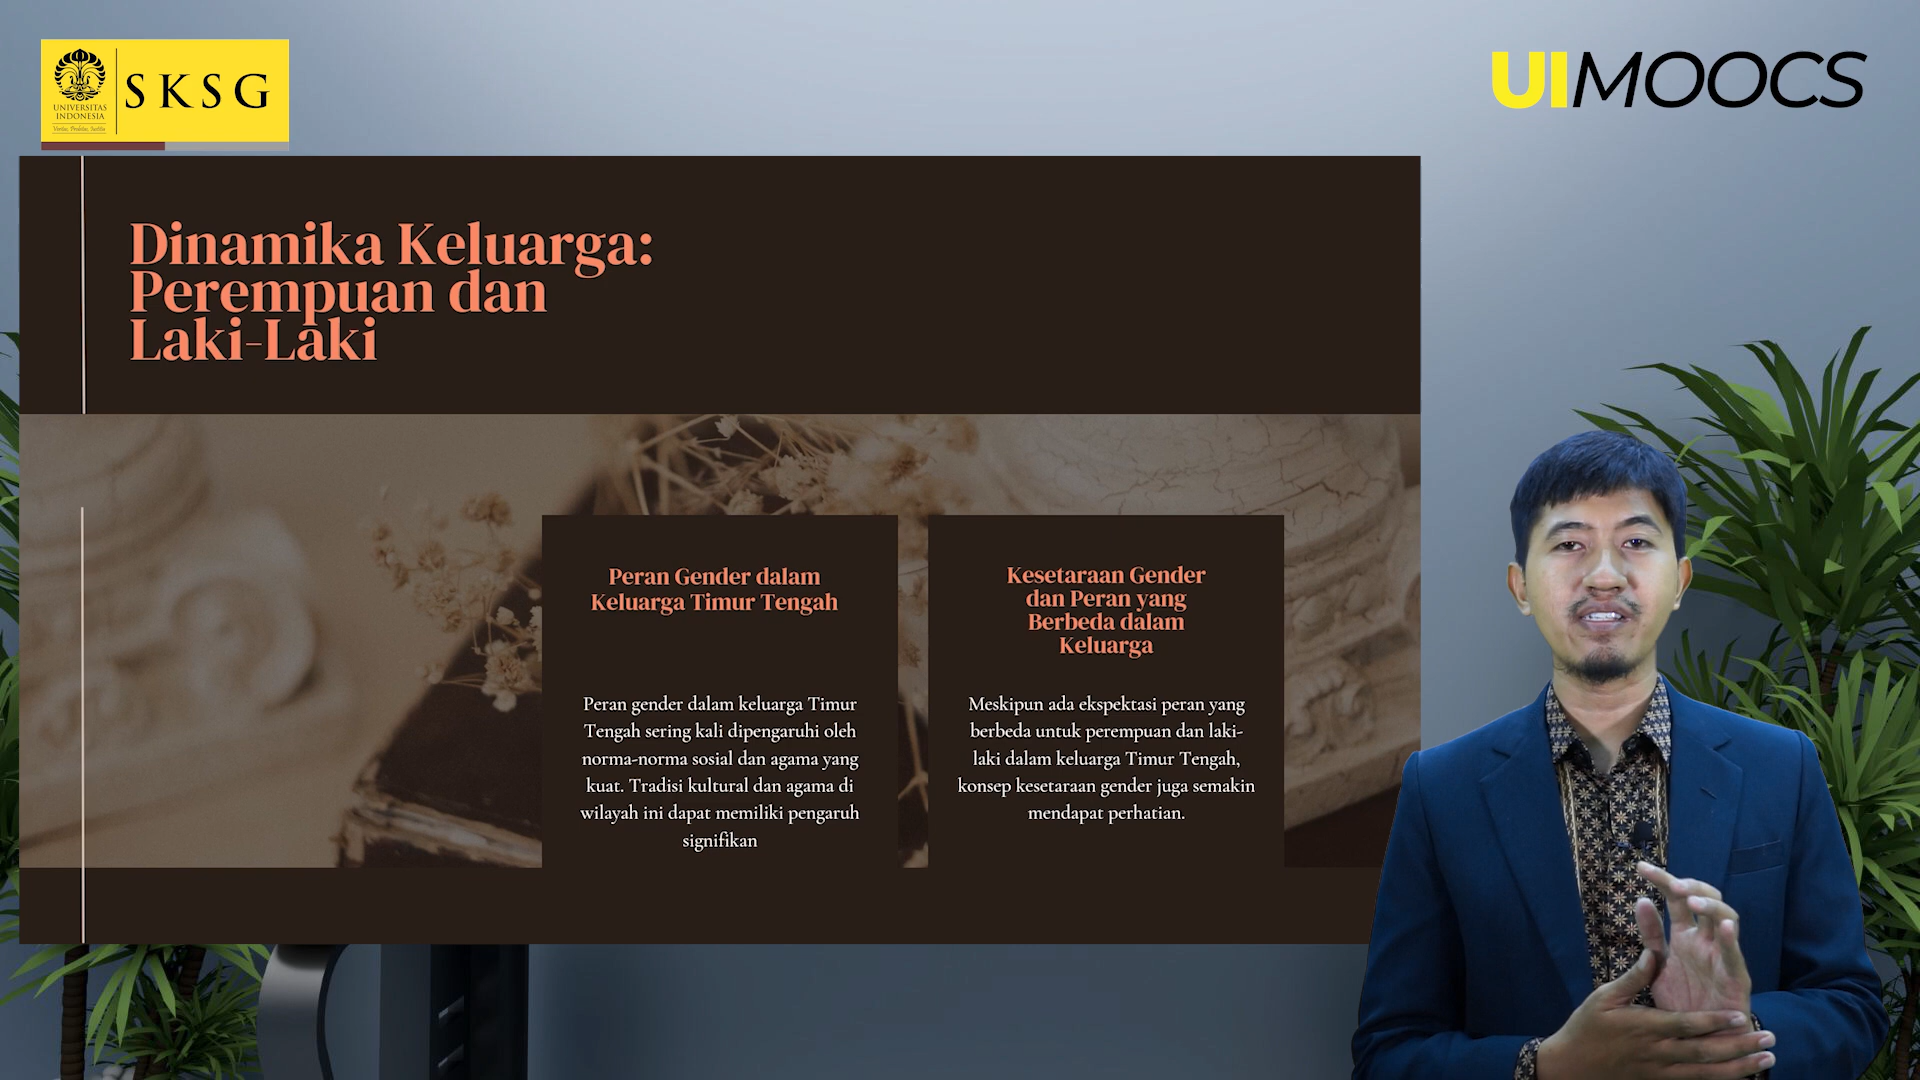 UNIVERSITAS
INDONESIA
Veritas, Probitas, Iustitia
SKSG
UIMOOCS
Dinamika Keluarga:
Perempuan dan
Laki-Laki
Peran Gender dalam
Keluarga Timur Tengah
Peran gender dalam keluarga Timur
Tengah sering kali dipengaruhi oleh
norma-norma sosial dan agama yang
kuat. Tradisi kultural dan agama di
wilayah ini dapat memiliki pengaruh
signifikan
Kesetaraan Gender
dan Peran yang
Berbeda dalam
Keluarga
Meskipun ada ekspektasi peran yang
berbeda untuk perempuan dan laki-
laki dalam keluarga Timur Tengah,
konsep kesetaraan gender juga semakin
mendapat perhatian.